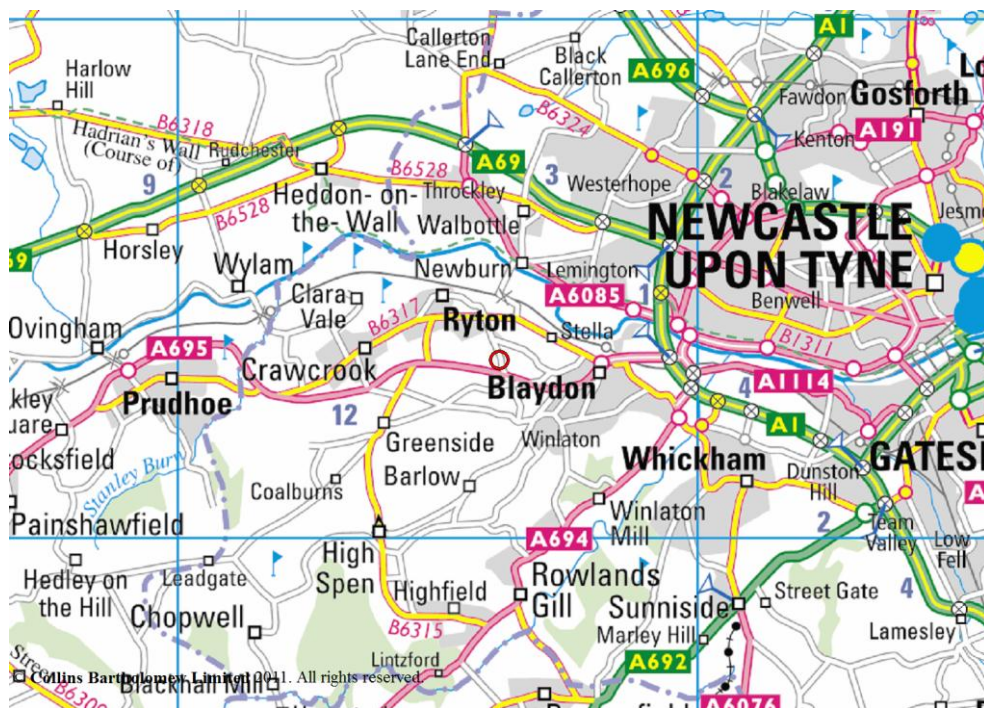 A1
Callerton
Lane End
Black
Callerton
A696
Harlow
Hill
Fawdon
Gosforth
B6318
Hadrian's Wall
(Course of)
Rudchester
B6324
Kenton
A191
A69
9
B6528
3
Throckley
Westerhope
2
Blakelaw
Heddon- on-
the- Wall
B6528
Walbottle
NEWCASTLE
UPON TYNE
Horsley
Wylam
Newburn
Lemington
A6085
1
Benwell
Clara
Vale
B6317
Ryton
Stella
B1311
Ovingham
A695
Crawcrook
Blaydon
A1114
4
Prudhoe
12
A1
Greenside
Winlaton
Whickham
GATES
Barlow
Dunston
Hill
Stanley Burn
Coalburns
Winlaton
Mill
Painshawfield
A694
2
Team
Valley
Low
Fell
High
Spen
Hedley on
the Hill
Leadgate
Highfield
Rowlands
Gill
Sunniside
Street Gate
4
Chopwell
B6315
Marley Hill
Lamesley
Lintzford
A692
Collins Bartholomew Limited 2011. All rights reserved.
Blackhall Mill
B6309
A6076